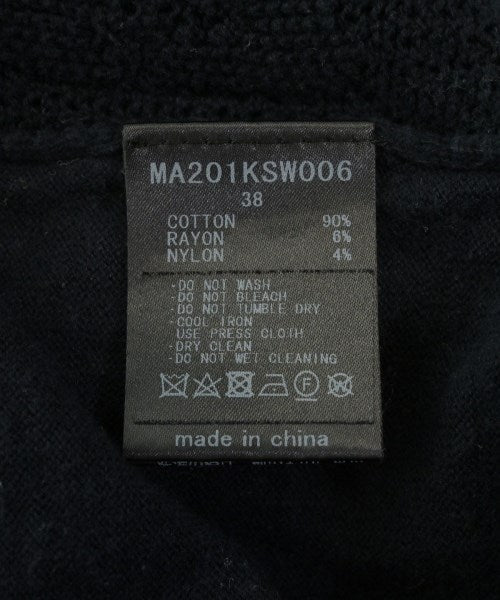 MA201KSW006
38
COTTON 90%
RAYON 6%
NYLON 4%
·DO NOT WASH
·DO NOT BLEACH
·DO NOT TUMBLE DRY
·COOL IRON
USE PRESS CLOTH
·DRY CLEAN
·DO NOT WET CLEANING
F W
made in china